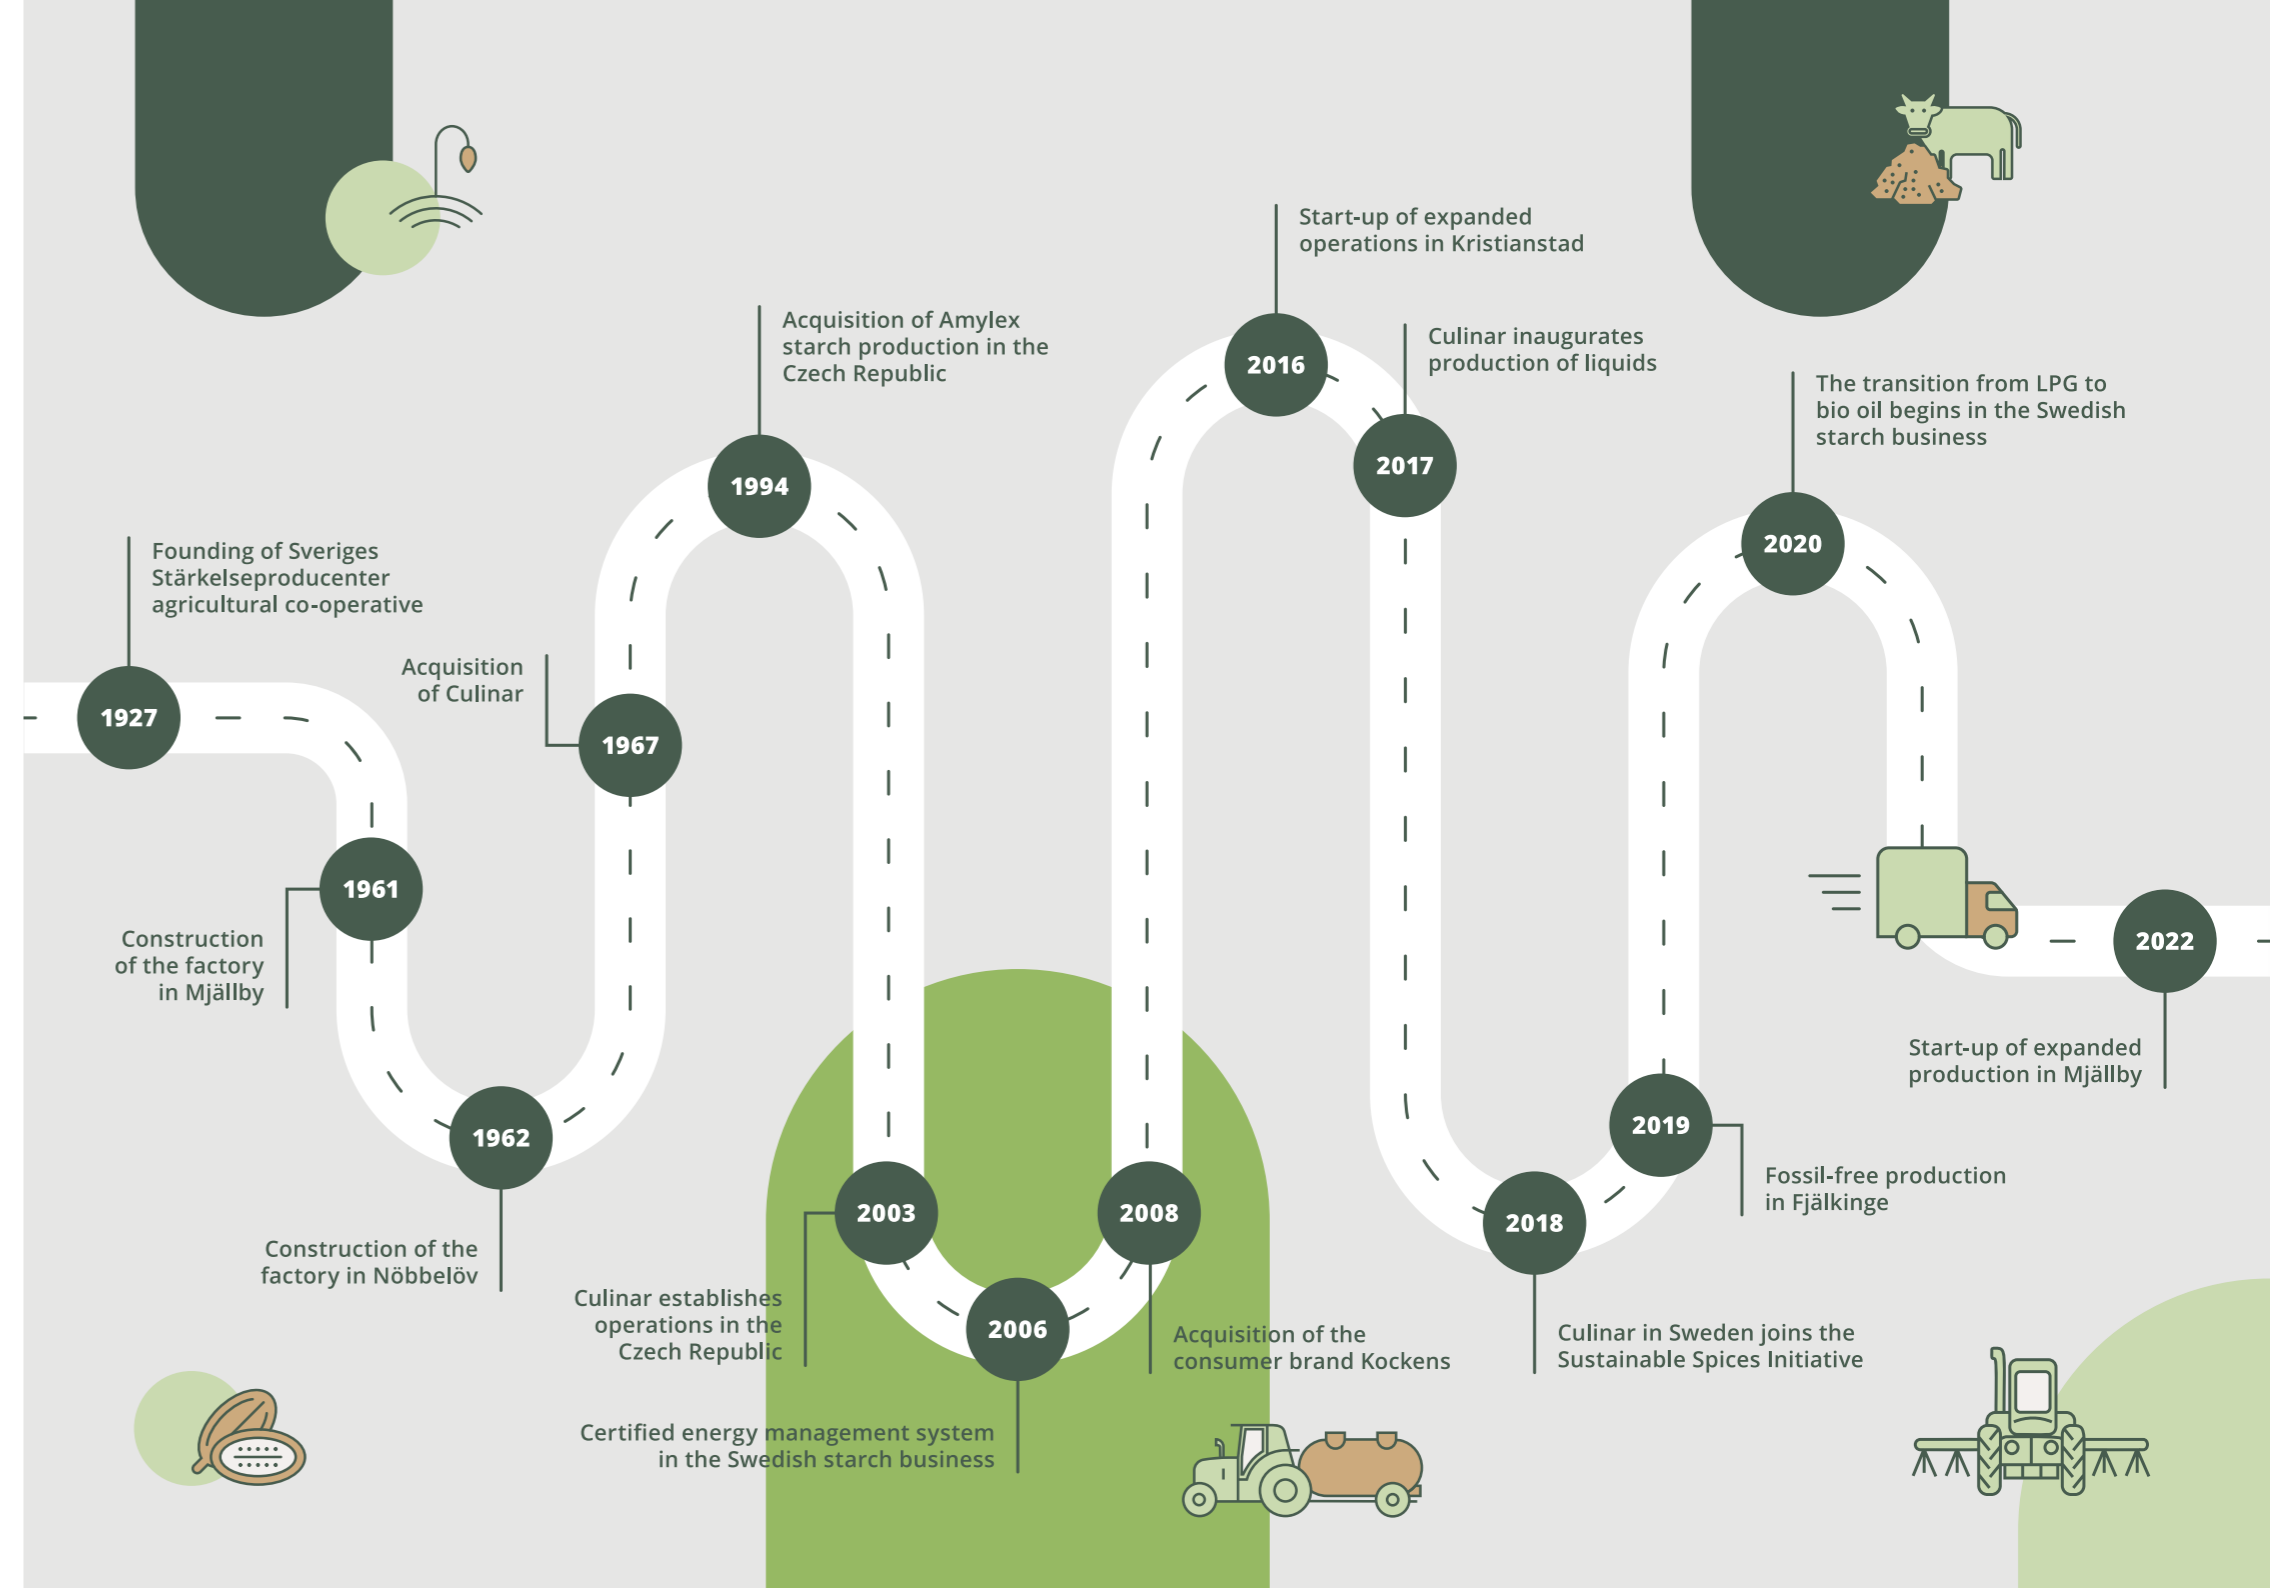 1927
Founding of Sveriges
Stärkelseproducenter
agricultural co-operative
1961
Construction
of the factory
in Mjällby
1962
Construction of the
factory in Nöbbelöv
1967
Acquisition
of Culinar
1994
Acquisition of Amylex
starch production in the
Czech Republic
2003
Culinar establishes
operations in the
Czech Republic
2006
Certified energy management system
in the Swedish starch business
2008
Acquisition of the
consumer brand Kockens
2016
Start-up of expanded
operations in Kristianstad
2017
Culinar inaugurates
production of liquids
2018
Culinar in Sweden joins the
Sustainable Spices Initiative
2019
Fossil-free production
in Fjälkinge
2020
The transition from LPG to
bio oil begins in the Swedish
starch business
2022
Start-up of expanded
production in Mjällby